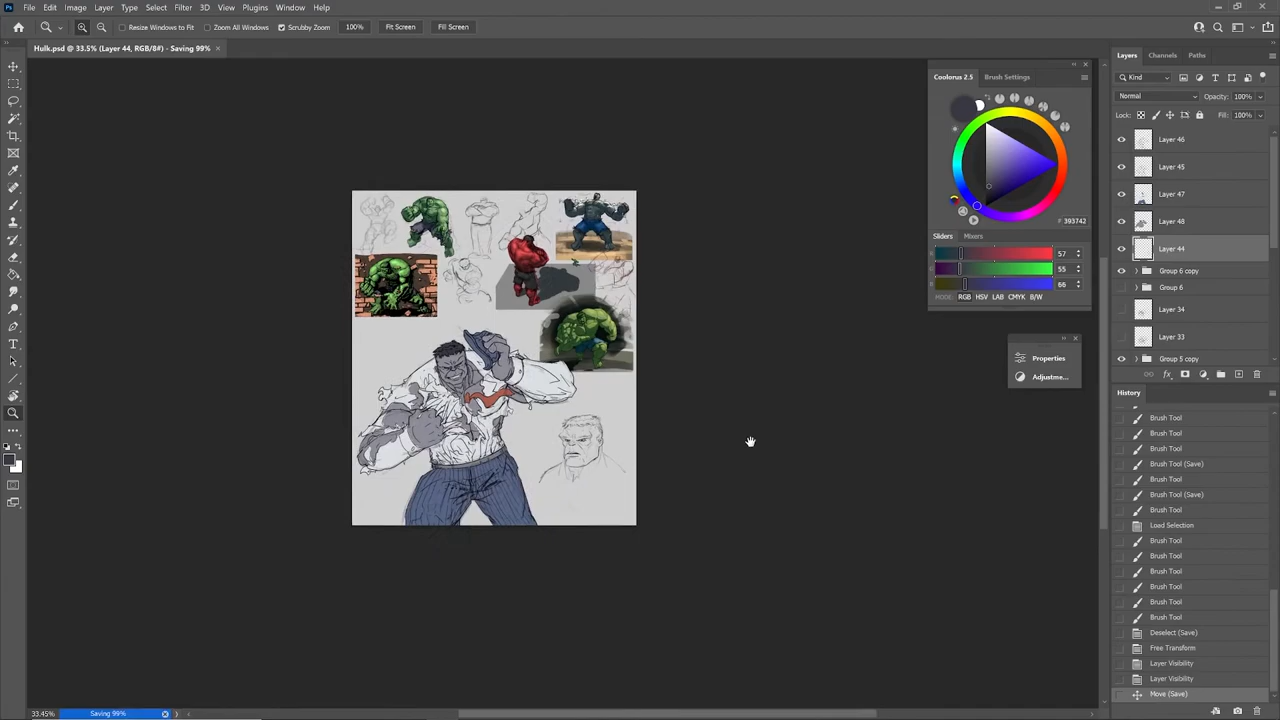 File Edit Image Layer Type Select Filter 3D View Plugins Window Help
Resize Windows to Fit Zoom All Windows Scrubby Zoom 100% Fit Screen Fill Screen
Hulk.psd @ 33.5% (Layer 44, RGB/8#) - Saving 99% ×
Coolorus 2.5 Brush Settings
F 393742
Sliders Mixers
57
55
66
MODE: RGB HSV LAB CMYK B/W
Properties
Adjustme...
Layers Channels Paths
Kind
Normal Opacity: 100%
Lock: Fill: 100%
Layer 46
Layer 45
Layer 47
Layer 48
Layer 44
Group 6 copy
Group 6
Layer 34
Layer 33
Group 5 copy
History
Brush Tool
Brush Tool
Brush Tool
Brush Tool (Save)
Brush Tool
Brush Tool (Save)
Brush Tool
Load Selection
Brush Tool
Brush Tool
Brush Tool
Brush Tool
Brush Tool
Brush Tool
Deselect (Save)
Free Transform
Layer Visibility
Layer Visibility
Move (Save)
33.45% Saving 99%